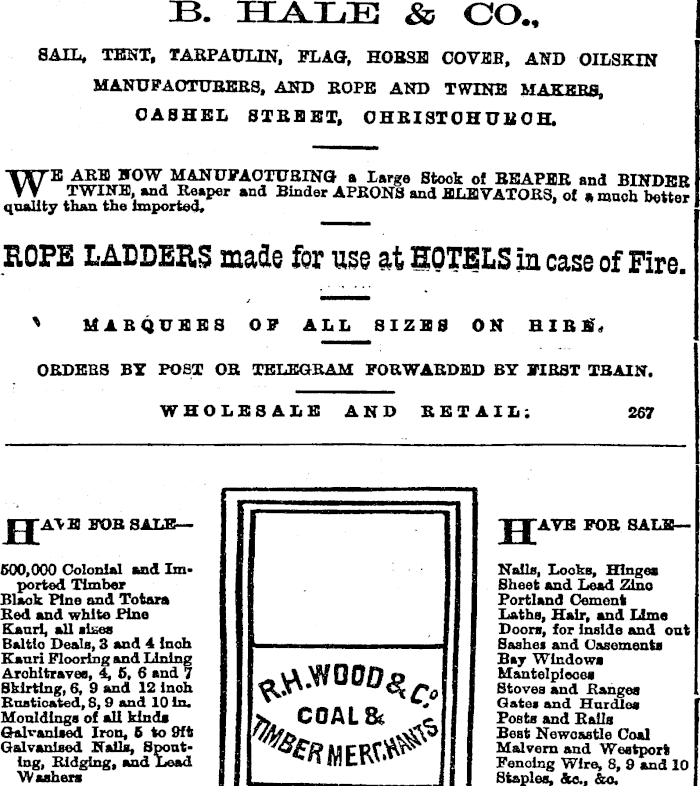 B. HALE & CO.,
SAIL, TENT, TARPAULIN, FLAG, HORSE COVER, AND OILSKIN
MANUFACTURERS, AND ROPE AND TWINE MAKERS,
CASHEL STREET, CHRISTCHURCH.
WE ARE NOW MANUFACTURING a Large Stock of REAPER and BINDER
TWINE, and Reaper and Binder APRONS and ELEVATORS, of a much better
quality than the imported.
ROPE LADDERS made for use at HOTELS in case of Fire.
MARQUEES OF ALL SIZES ON HIRE.
ORDERS BY POST OR TELEGRAM FORWARDED BY FIRST TRAIN.
WHOLESALE AND RETAIL. 267
HAVE FOR SALE—
500,000 Colonial and Im-
ported Timber
Black Pine and Totara
Red and white Pine
Kauri, all sizes
Baltic Deals, 3 and 4 inch
Kauri Flooring and Lining
Architraves, 4, 5, 6 and 7
Skirting, 6, 9 and 12 inch
Rusticated, 8, 9 and 10 in.
Mouldings of all kinds
Galvanised Iron, 5 to 9ft
Galvanised Nails, Spout-
ing, Ridging, and Lead
Washers
R.H. WOOD & Co.
COAL &
TIMBER MERCHANTS
HAVE FOR SALE—
Nails, Locks, Hinges
Sheet and Lead Zinc
Portland Cement
Laths, Hair, and Lime
Doors, for inside and out
Sashes and Casements
Bay Windows
Mantelpieces
Stoves and Ranges
Gates and Hurdles
Posts and Rails
Best Newcastle Coal
Malvern and Westport
Fencing Wire, 8, 9 and 10
Staples, &c., &c.